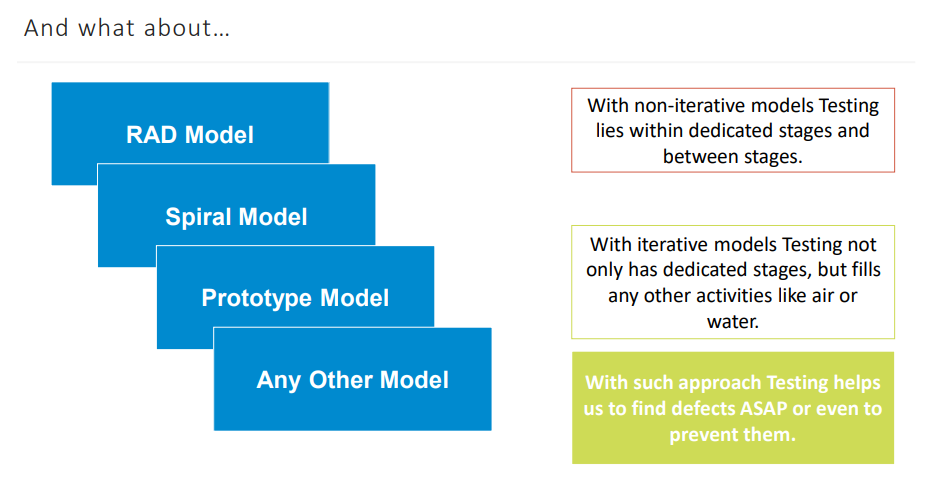 And what about…
RAD Model
Spiral Model
Prototype Model
Any Other Model
With non-iterative models Testing
lies within dedicated stages and
between stages.
With iterative models Testing not
only has dedicated stages, but fills
any other activities like air or
water.
With such approach Testing helps
us to find defects ASAP or even to
prevent them.